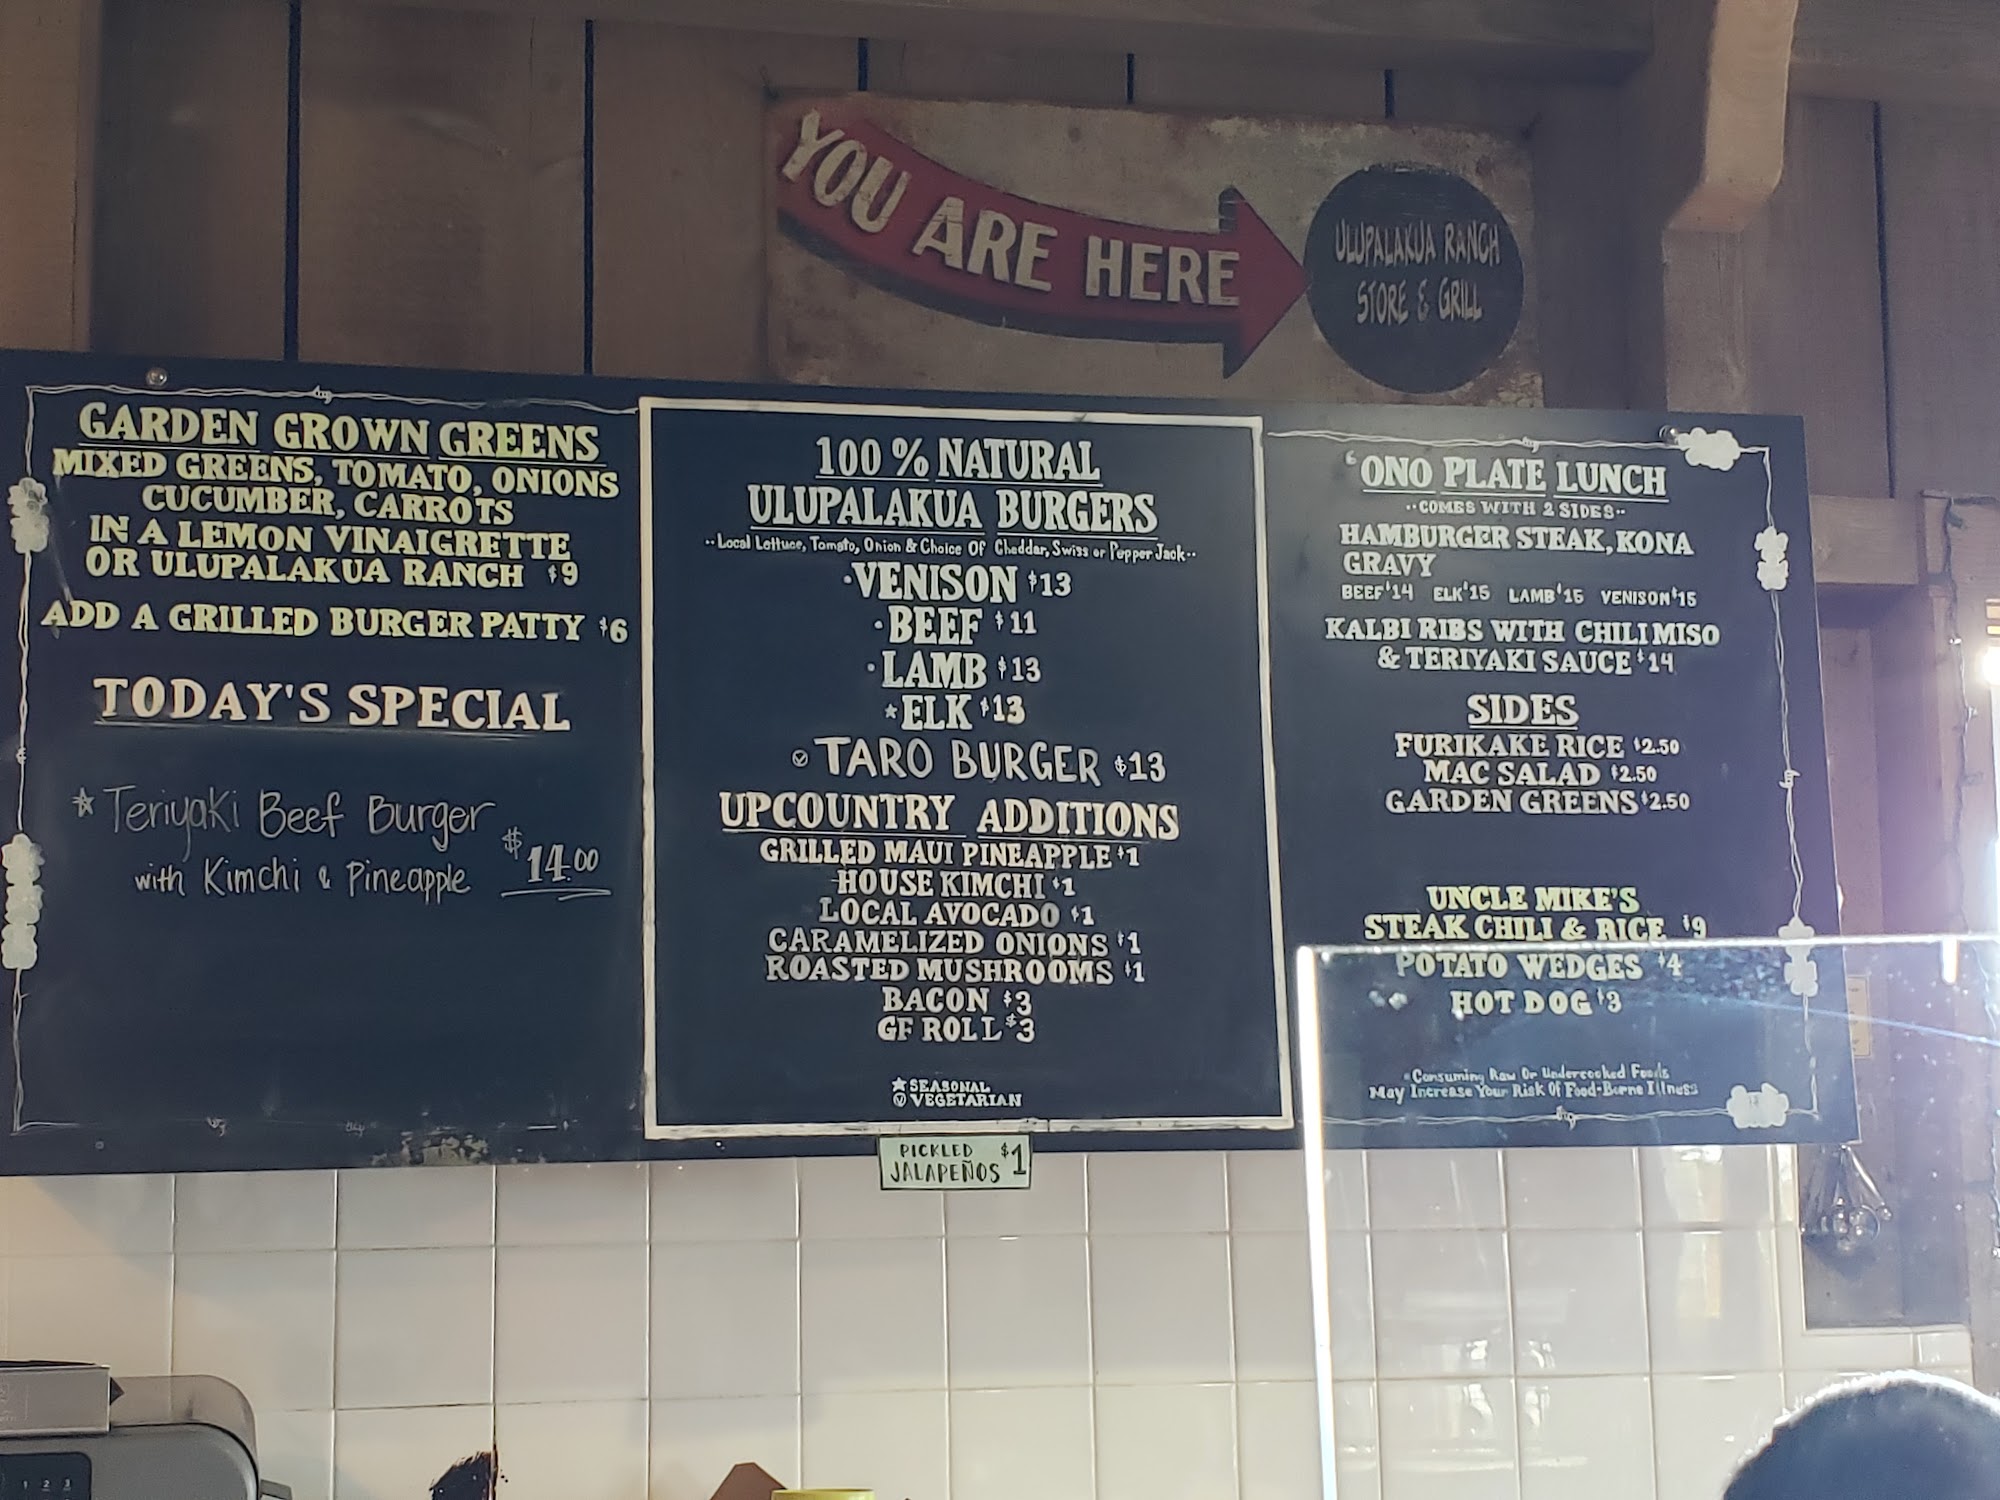 YOU ARE HERE
ULUPALAKUA RANCH
STORE & GRILL
GARDEN GROWN GREENS
MIXED GREENS, TOMATO, ONIONS
CUCUMBER, CARROTS
IN A LEMON VINAIGRETTE
OR ULUPALAKUA RANCH $9
ADD A GRILLED BURGER PATTY $6
TODAY'S SPECIAL
☆ Teriyaki Beef Burger
with Kimchi & Pineapple $14.00
100% NATURAL
ULUPALAKUA BURGERS
··Local Lettuce, Tomato, Onion & Choice Of Cheddar, Swiss or Pepper Jack··
·VENISON $13
·BEEF $11
·LAMB $13
★ELK $13
TARO BURGER $13
UPCOUNTRY ADDITIONS
GRILLED MAUI PINEAPPLE $1
HOUSE KIMCHI $1
LOCAL AVOCADO $1
CARAMELIZED ONIONS $1
ROASTED MUSHROOMS $1
BACON $3
GF ROLL $3
★SEASONAL
VEGETARIAN
PICKLED
JALAPEÑOS $1
'ONO PLATE LUNCH
··COMES WITH 2 SIDES··
HAMBURGER STEAK, KONA
GRAVY
BEEF $14 ELK $15 LAMB $15 VENISON $15
KALBI RIBS WITH CHILI MISO
& TERIYAKI SAUCE $14
SIDES
FURIKAKE RICE $2.50
MAC SALAD $2.50
GARDEN GREENS $2.50
UNCLE MIKE'S
STEAK CHILI & RICE $9
POTATO WEDGES $4
HOT DOG $3
*Consuming Raw Or Undercooked Foods
May Increase Your Risk Of Food-Borne Illness
1 2 3